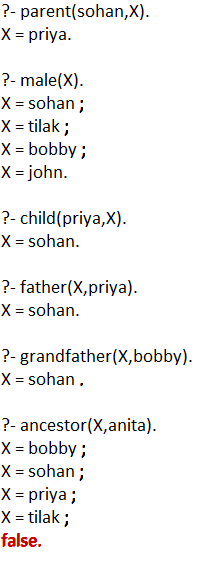 ?- parent(sohan,X).
X = priya.
?- male(X).
X = sohan ;
X = tilak ;
X = bobby ;
X = john.
?- child(priya,X).
X = sohan.
?- father(X,priya).
X = sohan.
?- grandfather(X,bobby).
X = sohan .
?- ancestor(X,anita).
X = bobby ;
X = sohan ;
X = priya ;
X = tilak ;
false.